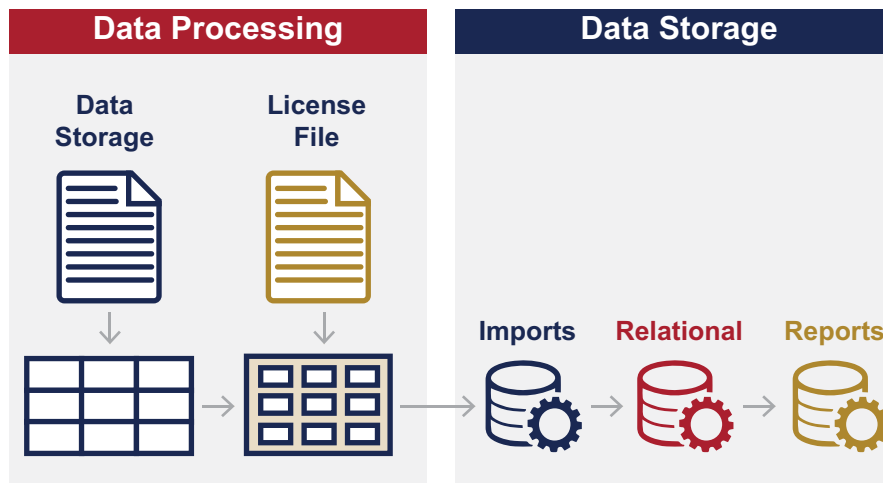 Data Processing
Data
Storage
License
File
Data Storage
Imports
Relational
Reports